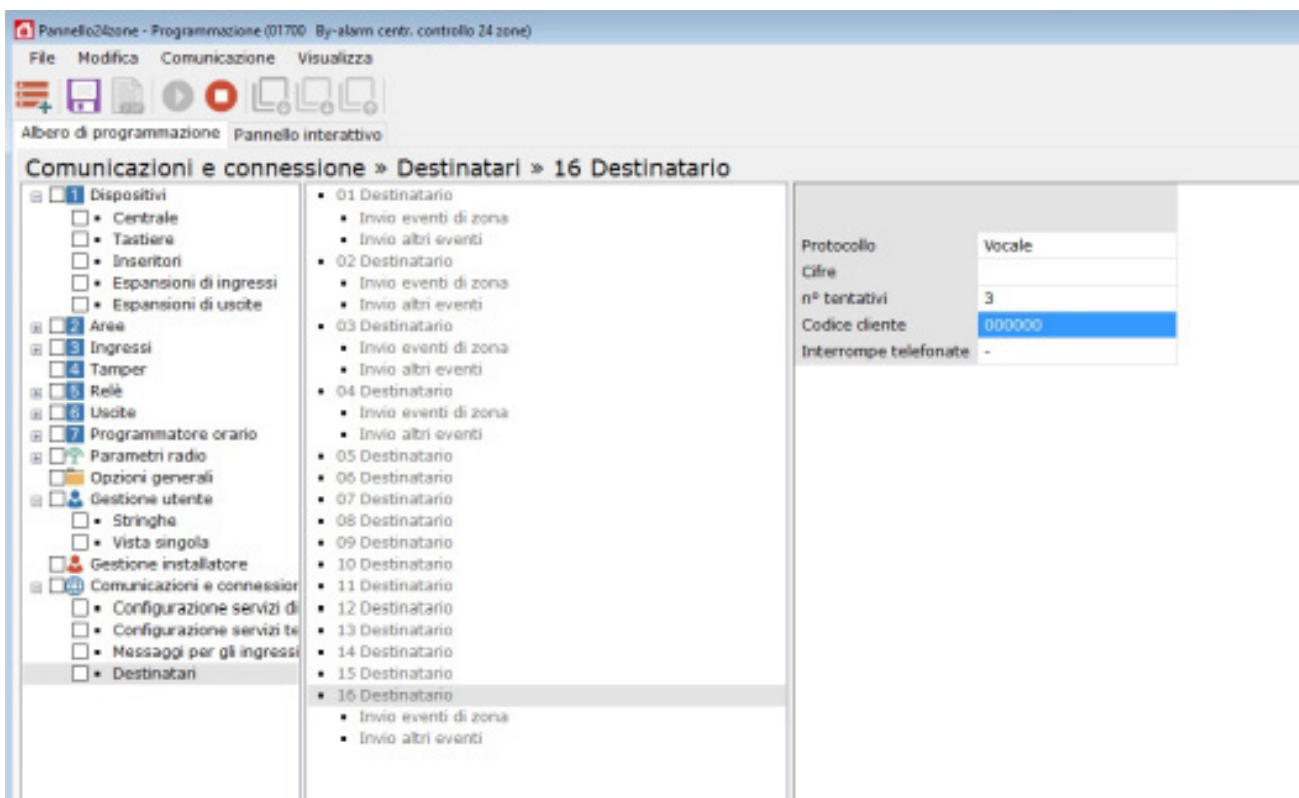 Pannello24zone - Programmazione (01700 By-alarm centr. controllo 24 zone)
File Modifica Comunicazione Visualizza
Albero di programmazione Pannello interattivo
Comunicazioni e connessione » Destinatari » 16 Destinatario
1 Dispositivi
• Centrale
• Tastiere
• Inseritori
• Espansioni di ingressi
• Espansioni di uscite
2 Aree
3 Ingressi
4 Tamper
5 Relè
6 Uscite
7 Programmatore orario
Parametri radio
Opzioni generali
Gestione utente
• Stringhe
• Vista singola
Gestione installatore
Comunicazioni e connession
• Configurazione servizi di
• Configurazione servizi te
• Messaggi per gli ingressi
• Destinatari
• 01 Destinatario
• Invio eventi di zona
• Invio altri eventi
• 02 Destinatario
• Invio eventi di zona
• Invio altri eventi
• 03 Destinatario
• Invio eventi di zona
• Invio altri eventi
• 04 Destinatario
• Invio eventi di zona
• Invio altri eventi
• 05 Destinatario
• 06 Destinatario
• 07 Destinatario
• 08 Destinatario
• 09 Destinatario
• 10 Destinatario
• 11 Destinatario
• 12 Destinatario
• 13 Destinatario
• 14 Destinatario
• 15 Destinatario
• 16 Destinatario
• Invio eventi di zona
• Invio altri eventi
Protocollo Vocale
Cifre
n° tentativi 3
Codice cliente 000000
Interrompe telefonate -